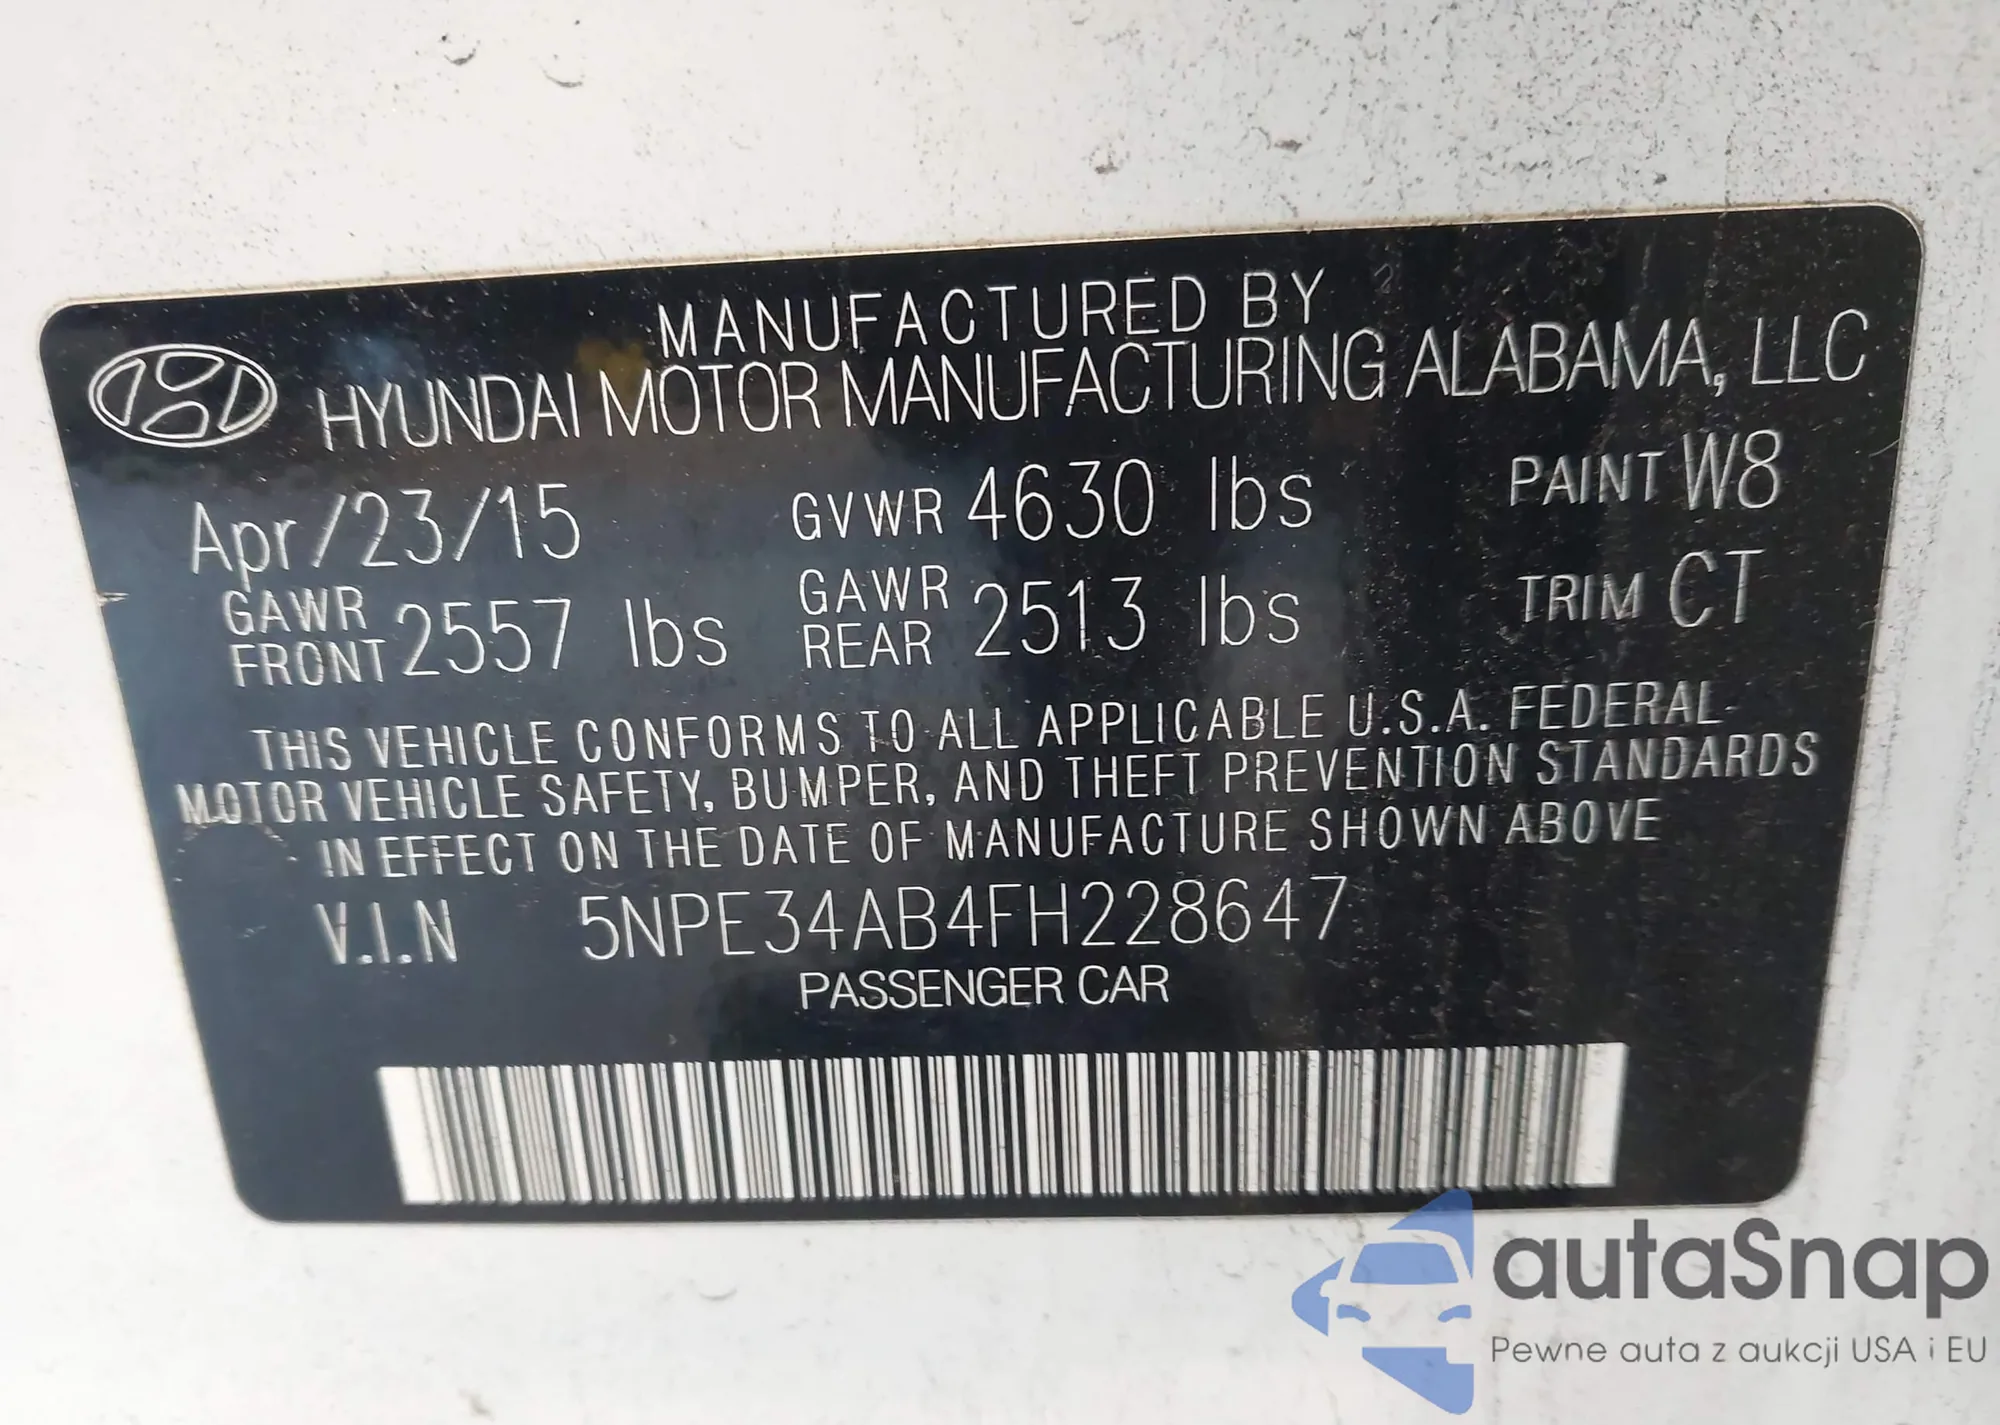 MANUFACTURED BY
HYUNDAI MOTOR MANUFACTURING ALABAMA, LLC
Apr/23/15 GVWR 4630 lbs PAINT W8
GAWR FRONT 2557 lbs GAWR REAR 2513 lbs TRIM CT
THIS VEHICLE CONFORMS TO ALL APPLICABLE U.S.A. FEDERAL
MOTOR VEHICLE SAFETY, BUMPER, AND THEFT PREVENTION STANDARDS
IN EFFECT ON THE DATE OF MANUFACTURE SHOWN ABOVE
V.I.N 5NPE34AB4FH228647
PASSENGER CAR
autaSnap
Pewne auta z aukcji USA i EU